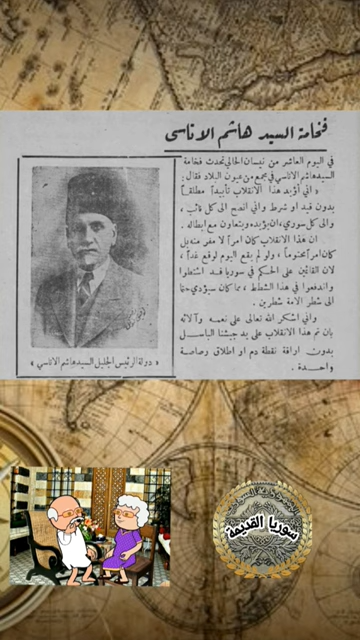 فخامة السيد هاشم الاتاسي
في اليوم العاشر من نيسان الحالي تحدث فخامة
السيد هاشم الاتاسي في جمع من عيون البلاد فقال :
« اني أؤيد هذا الانقلاب تأييداً مطلقاً
بدون قيد او شرط واني انصح الى كل نائب ،
والى كل سوري ، ان يؤيده ويتعاون مع ابطاله .
ان هذا الانقلاب كان امراً لا مفر منه بل
كان امراً محتوماً ، ولو لم يقع اليوم لوقع غداً ،
لان القائمين على الحكم في سوريا قد اشتطوا
واندفعوا في هذا الشطط ، مما كان سيؤدي حتماً
الى شطر الامة شطرين .
واني اشكر الله تعالى على نعمه وآلائه
بان تم هذا الانقلاب على يد جيشنا الباسل
بدون اراقة نقطة دم او اطلاق رصاصة
واحدة .
« دولة الرئيس الجليل السيد هاشم الاتاسي »
سوريا القديمة